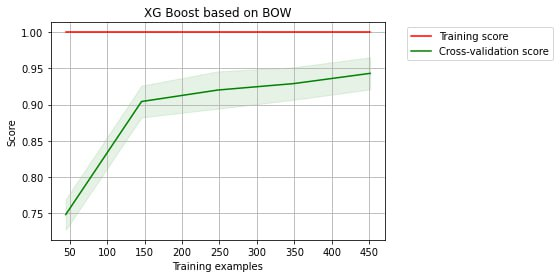 XG Boost based on BOW
Training score
Cross-validation score
1.00
0.95
0.90
0.85
0.80
0.75
Score
50 100 150 200 250 300 350 400 450
Training examples